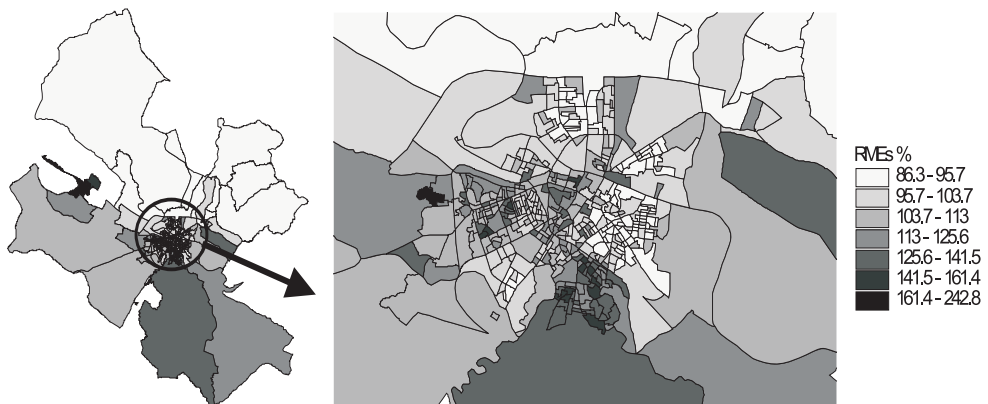 RMEs %
86.3 - 95.7
95.7 - 103.7
103.7 - 113
113 - 125.6
125.6 - 141.5
141.5 - 161.4
161.4 - 242.8